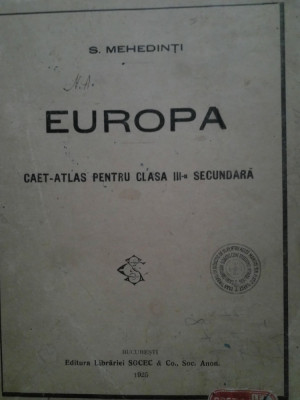 S. MEHEDINȚI
N.A.
EUROPA
CAET-ATLAS PENTRU CLASA III-a SECUNDARĂ
BUCUREȘTI
Editura Librăriei SOCEC & Co., Soc. Anon.